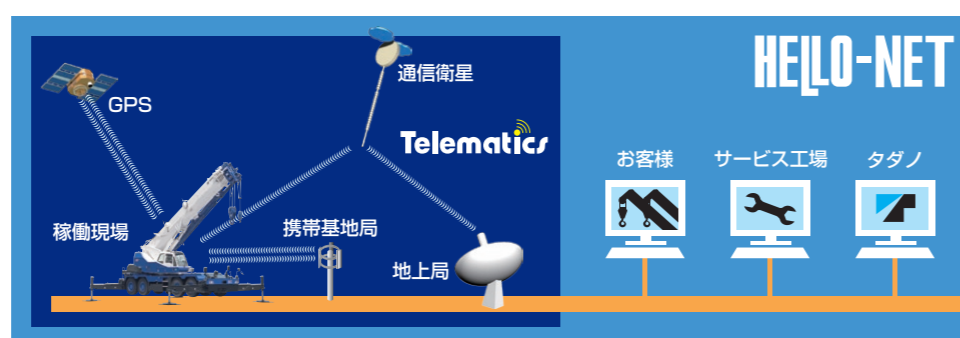 HELLO-NET
通信衛星
GPS
Telematics
お客様
サービス工場
タダノ
稼働現場
携帯基地局
地上局